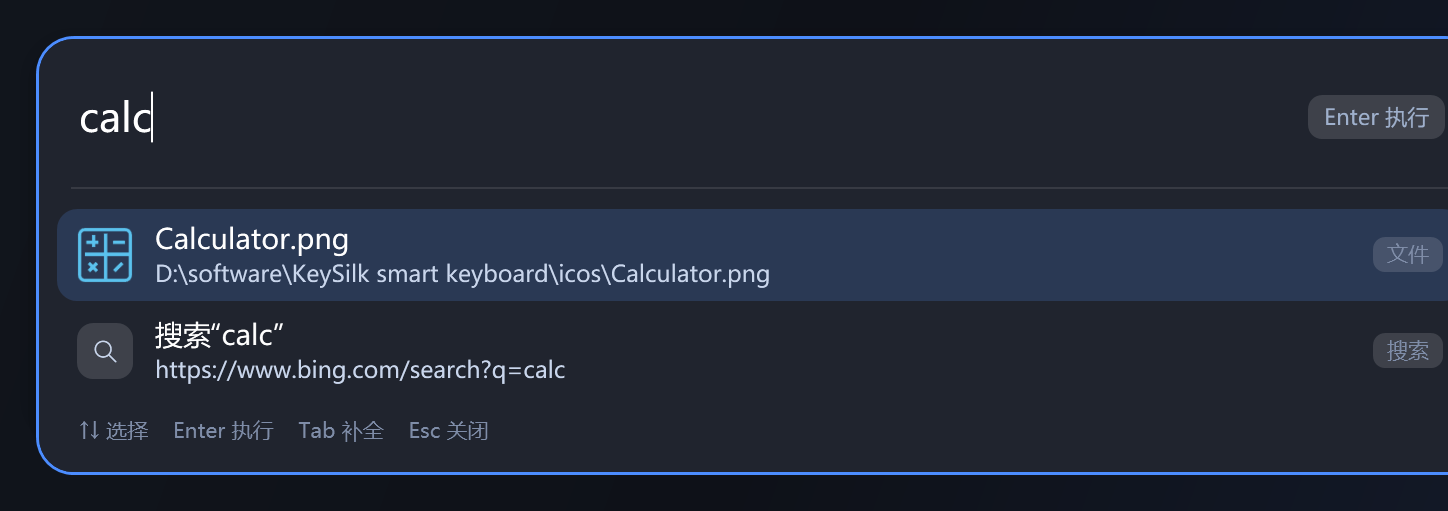 calc
Enter 执行
Calculator.png
D:\software\KeySilk smart keyboard\icos\Calculator.png
文件
搜索“calc”
https://www.bing.com/search?q=calc
搜索
↑↓ 选择 Enter 执行 Tab 补全 Esc 关闭